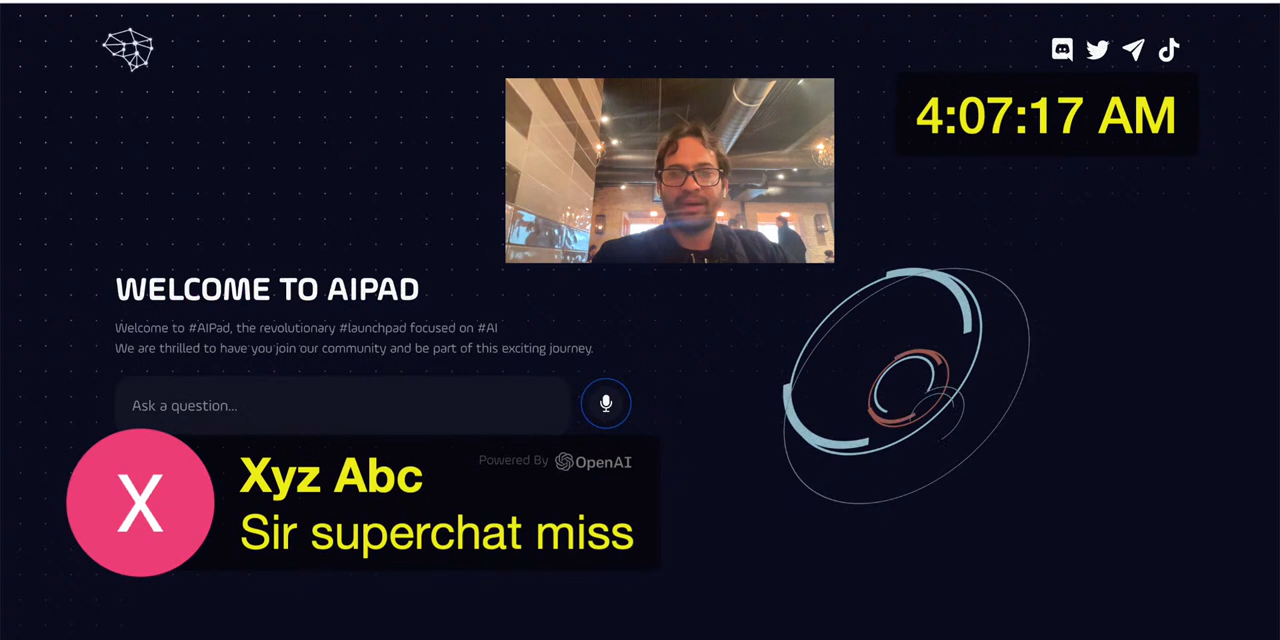 4:07:17 AM
WELCOME TO AIPAD
Welcome to #AIPad, the revolutionary #launchpad focused on #AI
We are thrilled to have you join our community and be part of this exciting journey.
Ask a question...
Powered By OpenAI
X
Xyz Abc
Sir superchat miss